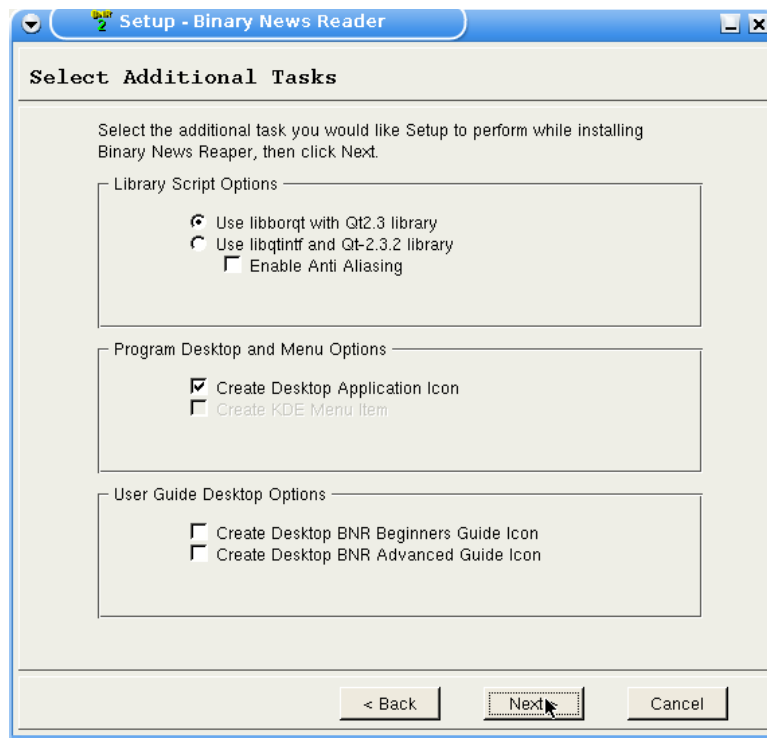 Setup - Binary News Reader
Select Additional Tasks
Select the additional task you would like Setup to perform while installing
Binary News Reaper, then click Next.
Library Script Options
Use libborqt with Qt2.3 library
Use libqtintf and Qt-2.3.2 library
Enable Anti Aliasing
Program Desktop and Menu Options
Create Desktop Application Icon
Create KDE Menu Item
User Guide Desktop Options
Create Desktop BNR Beginners Guide Icon
Create Desktop BNR Advanced Guide Icon
< Back
Next >
Cancel